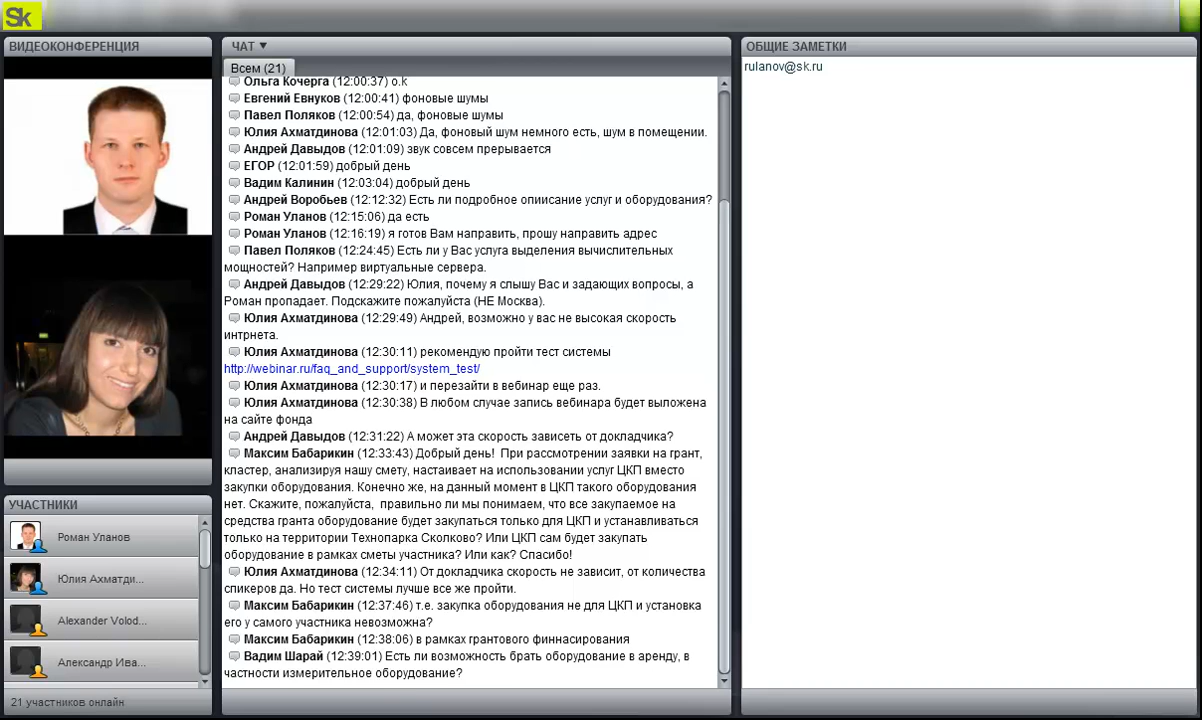 Sk
ВИДЕОКОНФЕРЕНЦИЯ
ЧАТ
Всем (21)
Ольга Кочерга (12:00:37) o.k
Евгений Евнуков (12:00:41) фоновые шумы
Павел Поляков (12:00:54) да, фоновые шумы
Юлия Ахматдинова (12:01:03) Да, фоновый шум немного есть, шум в помещении.
Андрей Давыдов (12:01:09) звук совсем прерывается
ЕГОР (12:01:59) добрый день
Вадим Калинин (12:03:04) добрый день
Андрей Воробьев (12:12:32) Есть ли подробное опиисание услуг и оборудования?
Роман Уланов (12:15:06) да есть
Роман Уланов (12:16:19) я готов Вам направить, прошу направить адрес
Павел Поляков (12:24:45) Есть ли у Вас услуга выделения вычислительных
мощностей? Например виртуальные сервера.
Андрей Давыдов (12:29:22) Юлия, почему я слышу Вас и задающих вопросы, а
Роман пропадает. Подскажите пожалуйста (НЕ Москва).
Юлия Ахматдинова (12:29:49) Андрей, возможно у вас не высокая скорость
интрнета.
Юлия Ахматдинова (12:30:11) рекомендую пройти тест системы
http://webinar.ru/faq_and_support/system_test/
Юлия Ахматдинова (12:30:17) и перезайти в вебинар еще раз.
Юлия Ахматдинова (12:30:38) В любом случае запись вебинара будет выложена
на сайте фонда
Андрей Давыдов (12:31:22) А может эта скорость зависеть от докладчика?
Максим Бабарикин (12:33:43) Добрый день! При рассмотрении заявки на грант,
кластер, анализируя нашу смету, настаивает на использовании услуг ЦКП вместо
закупки оборудования. Конечно же, на данный момент в ЦКП такого оборудования
нет. Скажите, пожалуйста, правильно ли мы понимаем, что все закупаемое на
средства гранта оборудование будет закупаться только для ЦКП и устанавливаться
только на территории Технопарка Сколково? Или ЦКП сам будет закупать
оборудование в рамках сметы участника? Или как? Спасибо!
Юлия Ахматдинова (12:34:11) От докладчика скорость не зависит, от количества
спикеров да. Но тест системы лучше все же пройти.
Максим Бабарикин (12:37:46) т.е. закупка оборудования не для ЦКП и установка
его у самого участника невозможна?
Максим Бабарикин (12:38:06) в рамках грантового финнасирования
Вадим Шарай (12:39:01) Есть ли возможность брать оборудование в аренду, в
частности измерительное оборудование?
ОБЩИЕ ЗАМЕТКИ
rulanov@sk.ru
УЧАСТНИКИ
Роман Уланов
Юлия Ахматди...
Alexander Volod...
Александр Ива...
21 участников онлайн